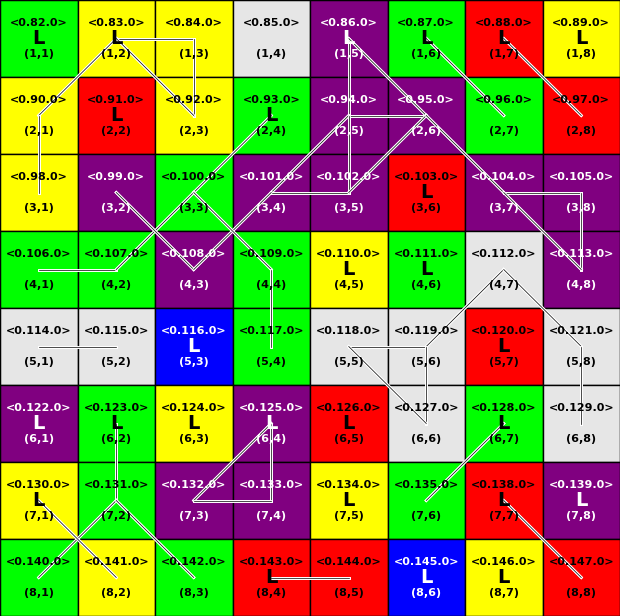 <0.82.0> <0.83.0> <0.84.0> <0.85.0> <0.86.0> <0.87.0> <0.88.0> <0.89.0>
L L L L L L
(1,1) (1,2) (1,3) (1,4) (1,5) (1,6) (1,7) (1,8)
<0.90.0> <0.91.0> <0.92.0> <0.93.0> <0.94.0> <0.95.0> <0.96.0> <0.97.0>
L L
(2,1) (2,2) (2,3) (2,4) (2,5) (2,6) (2,7) (2,8)
<0.98.0> <0.99.0> <0.100.0> <0.101.0> <0.102.0> <0.103.0> <0.104.0> <0.105.0>
L
(3,1) (3,2) (3,3) (3,4) (3,5) (3,6) (3,7) (3,8)
<0.106.0> <0.107.0> <0.108.0> <0.109.0> <0.110.0> <0.111.0> <0.112.0> <0.113.0>
L L
(4,1) (4,2) (4,3) (4,4) (4,5) (4,6) (4,7) (4,8)
<0.114.0> <0.115.0> <0.116.0> <0.117.0> <0.118.0> <0.119.0> <0.120.0> <0.121.0>
L L
(5,1) (5,2) (5,3) (5,4) (5,5) (5,6) (5,7) (5,8)
<0.122.0> <0.123.0> <0.124.0> <0.125.0> <0.126.0> <0.127.0> <0.128.0> <0.129.0>
L L L L L L
(6,1) (6,2) (6,3) (6,4) (6,5) (6,6) (6,7) (6,8)
<0.130.0> <0.131.0> <0.132.0> <0.133.0> <0.134.0> <0.135.0> <0.138.0> <0.139.0>
L L L L
(7,1) (7,2) (7,3) (7,4) (7,5) (7,6) (7,7) (7,8)
<0.140.0> <0.141.0> <0.142.0> <0.143.0> <0.144.0> <0.145.0> <0.146.0> <0.147.0>
L L L
(8,1) (8,2) (8,3) (8,4) (8,5) (8,6) (8,7) (8,8)